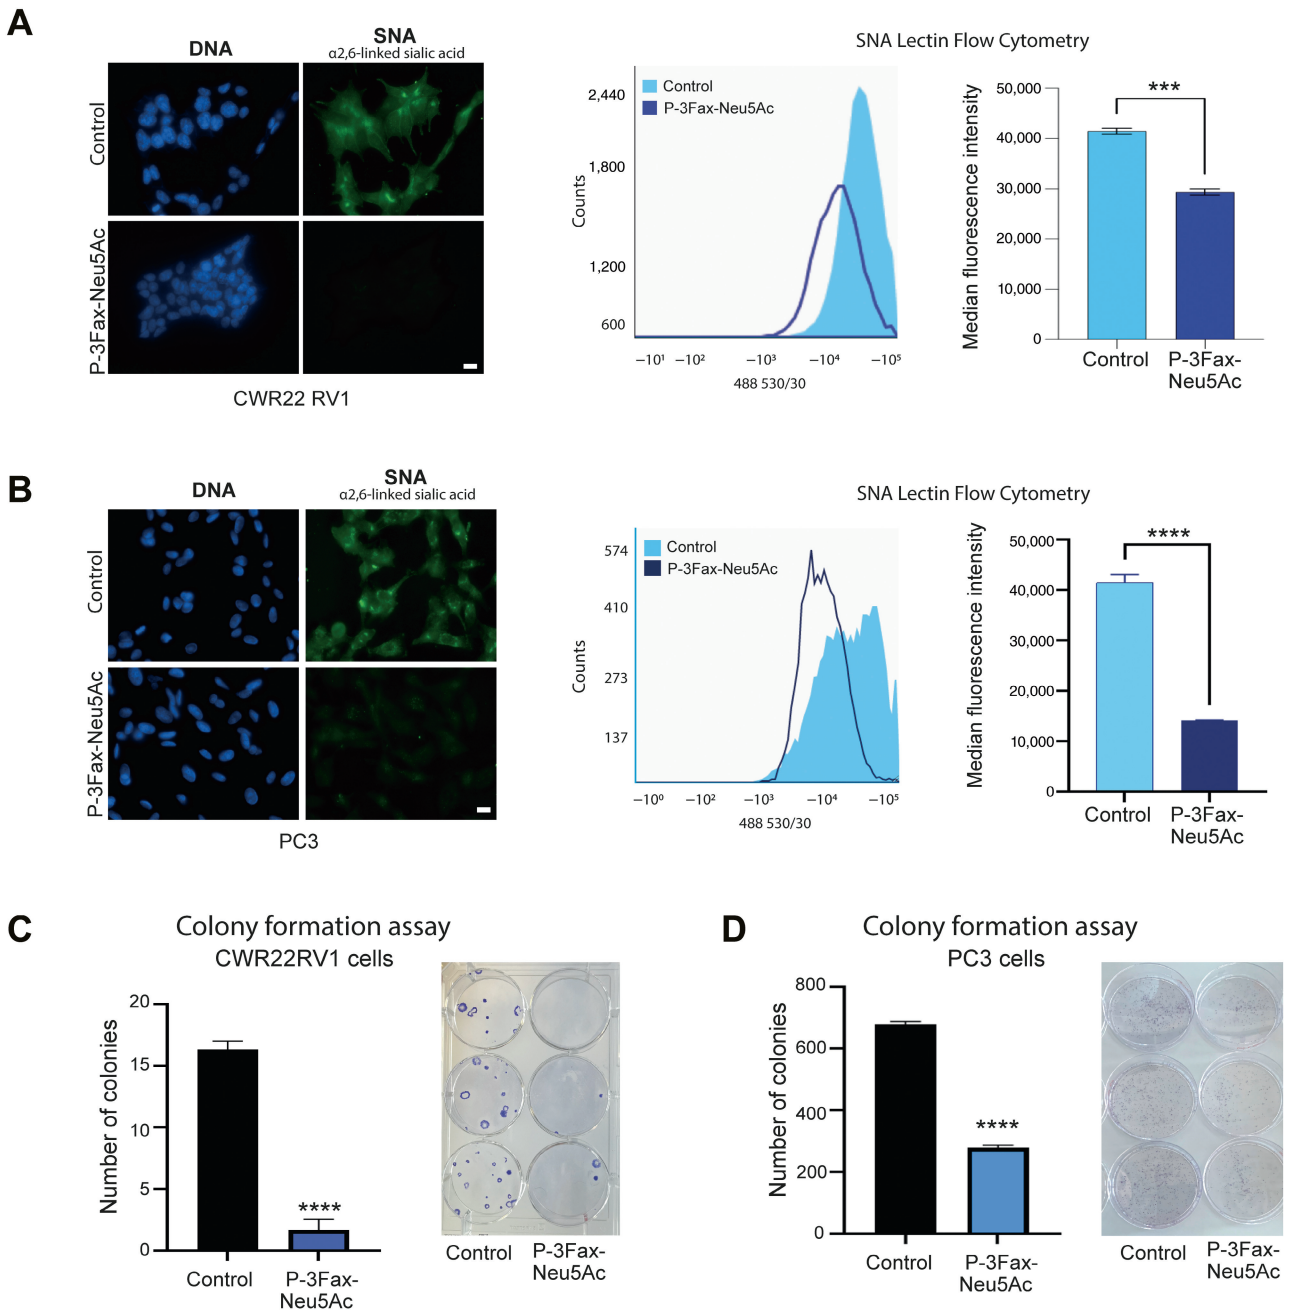 A
DNA
SNA
α2,6-linked sialic acid
Control
P-3Fax-Neu5Ac
CWR22 RV1
SNA Lectin Flow Cytometry
Control
P-3Fax-Neu5Ac
Counts
2,440
1,800
1,200
600
−10¹ −10² −10³ −10⁴ −10⁵
488 530/30
Median fluorescence intensity
50,000
40,000
30,000
20,000
10,000
0
***
Control
P-3Fax-
Neu5Ac
B
DNA
SNA
α2,6-linked sialic acid
Control
P-3Fax-Neu5Ac
PC3
SNA Lectin Flow Cytometry
Control
P-3Fax-Neu5Ac
Counts
574
410
273
137
−10⁰ −10² −10³ −10⁴ −10⁵
488 530/30
Median fluorescence intensity
50,000
40,000
30,000
20,000
10,000
0
****
Control
P-3Fax-
Neu5Ac
C
Colony formation assay
CWR22RV1 cells
Number of colonies
20
15
10
5
0
****
Control
P-3Fax-
Neu5Ac
Control
P-3Fax-
Neu5Ac
D
Colony formation assay
PC3 cells
Number of colonies
800
600
400
200
0
****
Control
P-3Fax-
Neu5Ac
Control
P-3Fax-
Neu5Ac